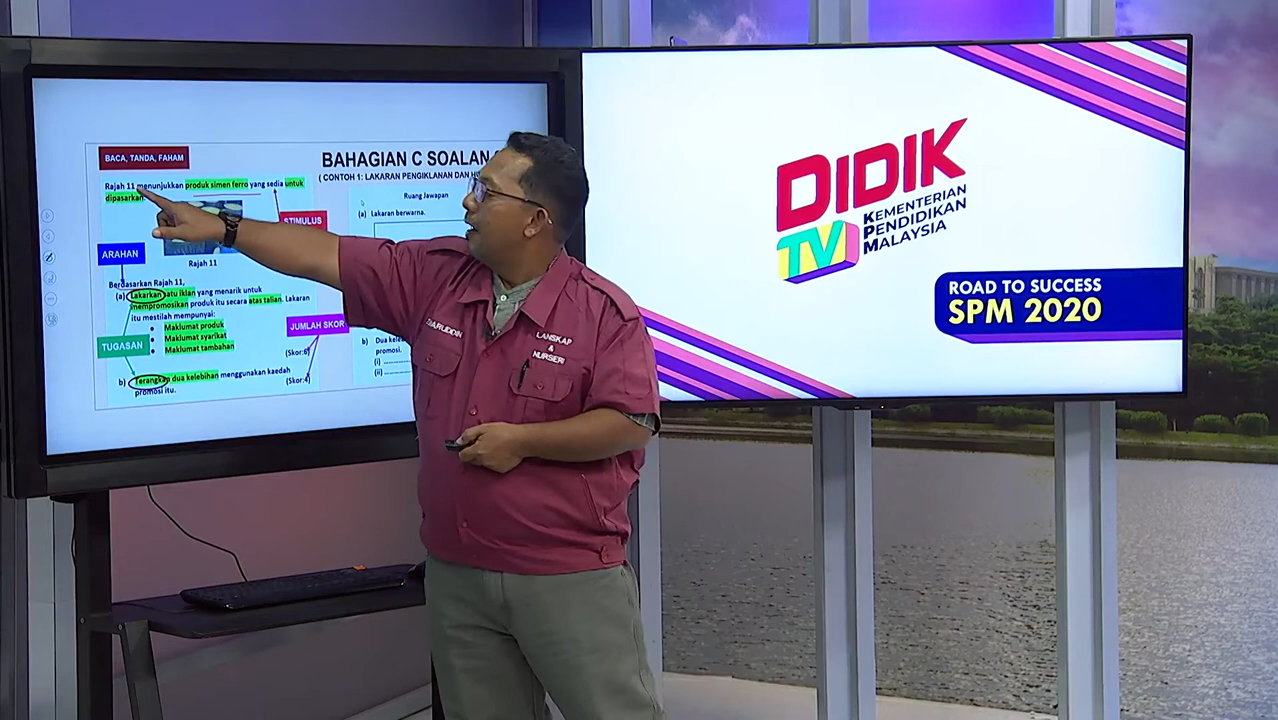 BACA, TANDA, FAHAM
BAHAGIAN C SOALAN
( CONTOH 1: LAKARAN PENGIKLANAN DAN
Rajah 11 menunjukkan produk simen ferro yang sedia untuk
dipasarkan.
STIMULUS
Rajah 11
ARAHAN
Berdasarkan Rajah 11,
(a) Lakarkan satu iklan yang menarik untuk
mempromosikan produk itu secara atas talian. Lakaran
itu mestilah mempunyai:
• Maklumat produk
• Maklumat syarikat
• Maklumat tambahan
JUMLAH SKOR
TUGASAN
(Skor:6)
b) Terangkan dua kelebihan menggunakan kaedah
promosi itu.
(Skor:4)
Ruang Jawapan
(a) Lakaran berwarna.
b) Dua
promosi.
(i)
(ii)
LANSKAP
&
NURSERI
DIDIK
TV
KEMENTERIAN
PENDIDIKAN
MALAYSIA
ROAD TO SUCCESS
SPM 2020